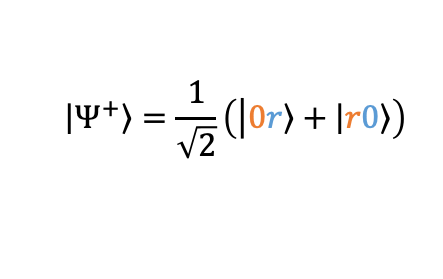 |Ψ⁺⟩ = 1/√2 (|0r⟩ + |r0⟩)